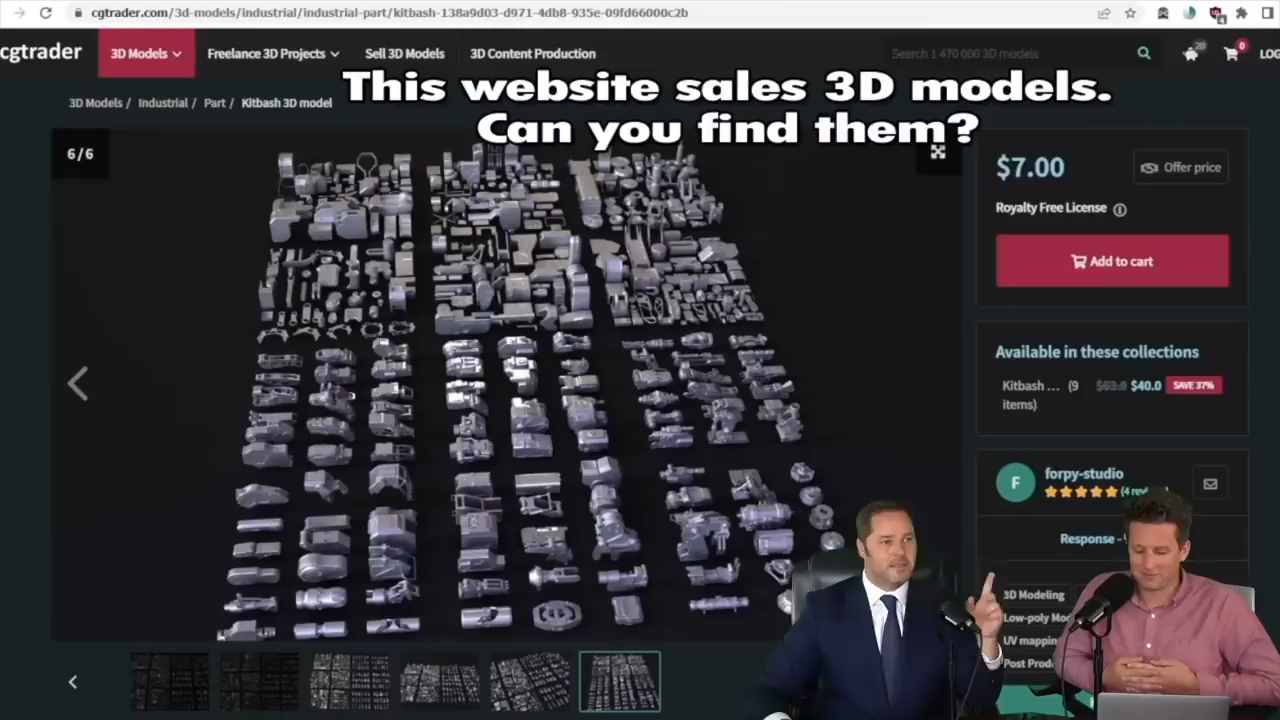 cgtrader.com/3d-models/industrial/industrial-part/kitbash-138a9d03-d971-4db8-935e-09fd66000c2b
cgtrader 3D Models Freelance 3D Projects Sell 3D Models 3D Content Production Search 1 470 000 3D models 20 0 LOG
This website sales 3D models.
Can you find them?
3D Models / Industrial / Part / Kitbash 3D model
6/6
$7.00 Offer price
Royalty Free License
Add to cart
Available in these collections
Kitbash ... (9 items) $63.0 $40.0 SAVE 37%
F forpy-studio
(4
Response -
3D Modeling
Low-poly
UV mapping
Post